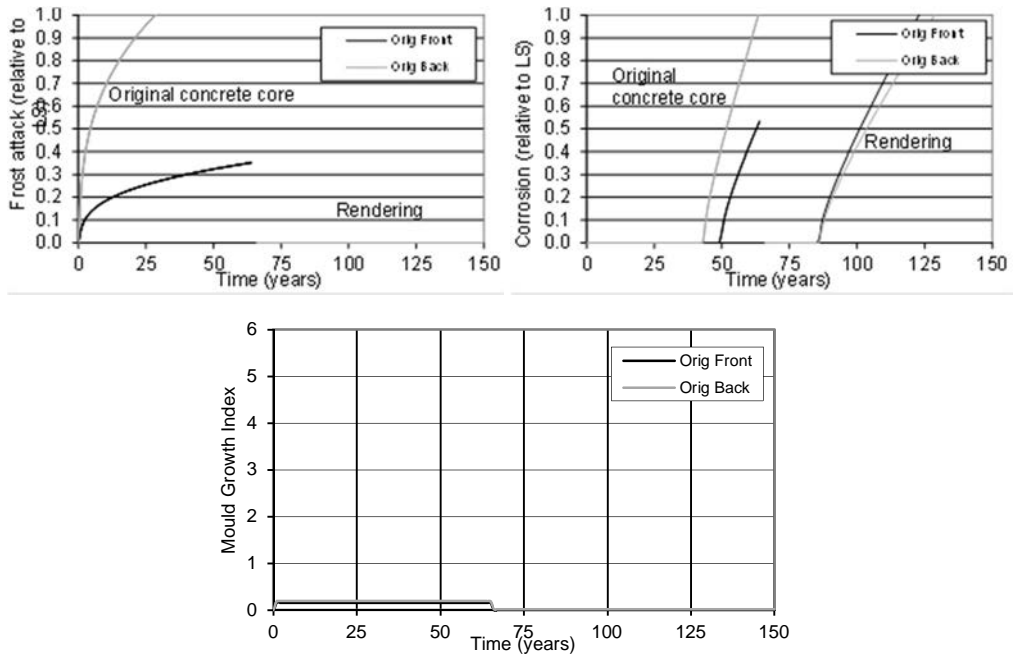 Frost attack (relative to
LS)
1.0
0.9
0.8
0.7
0.6
0.5
0.4
0.3
0.2
0.1
0.0
Orig Front
Orig Back
Original concrete core
Rendering
0 25 50 75 100 125 150
Time (years)
Corrosion (relative to LS)
1.0
0.9
0.8
0.7
0.6
0.5
0.4
0.3
0.2
0.1
0.0
Orig Front
Orig Back
Original
concrete core
Rendering
0 25 50 75 100 125 150
Time (years)
Mould Growth Index
6
5
4
3
2
1
0
Orig Front
Orig Back
0 25 50 75 100 125 150
Time (years)